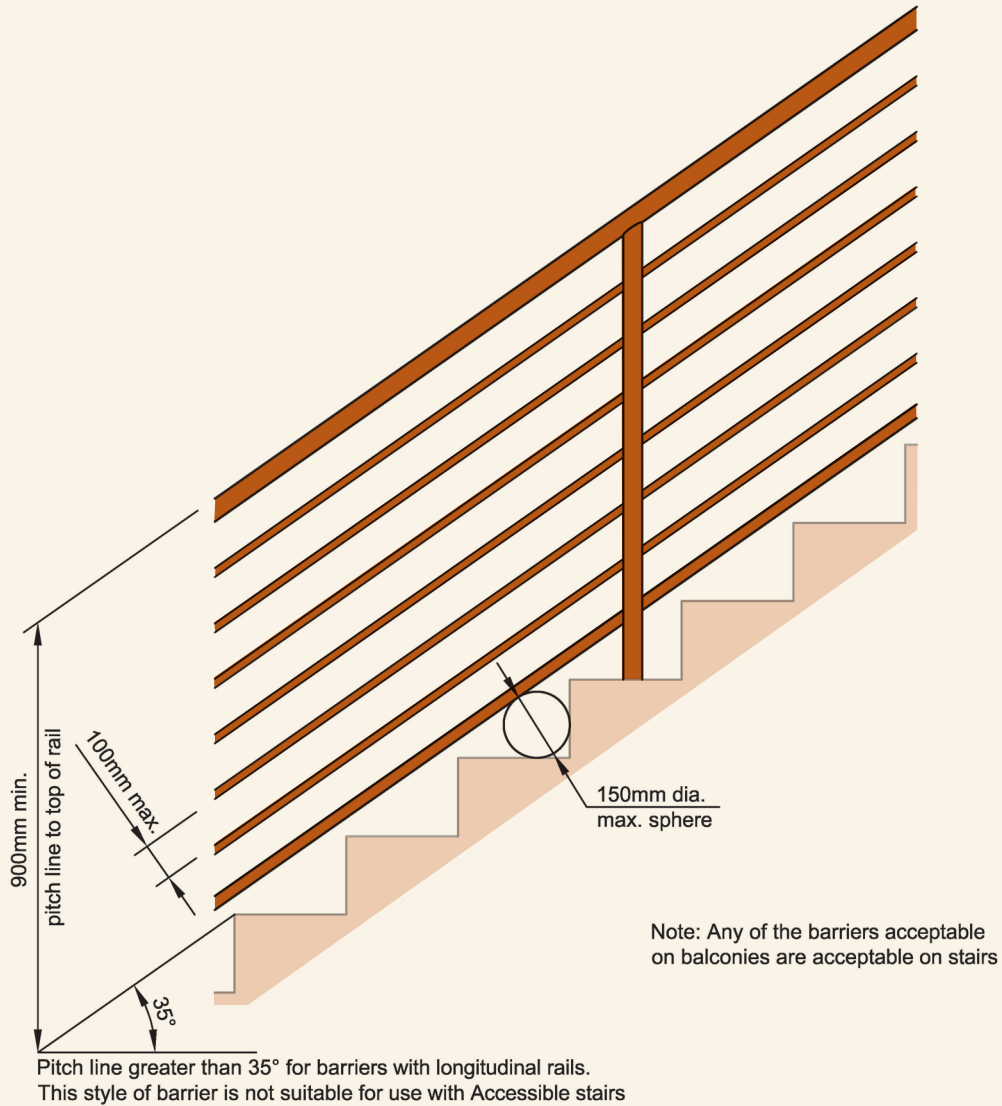 900mm min.
pitch line to top of rail
100mm max.
35°
150mm dia.
max. sphere
Note: Any of the barriers acceptable
on balconies are acceptable on stairs
Pitch line greater than 35° for barriers with longitudinal rails.
This style of barrier is not suitable for use with Accessible stairs